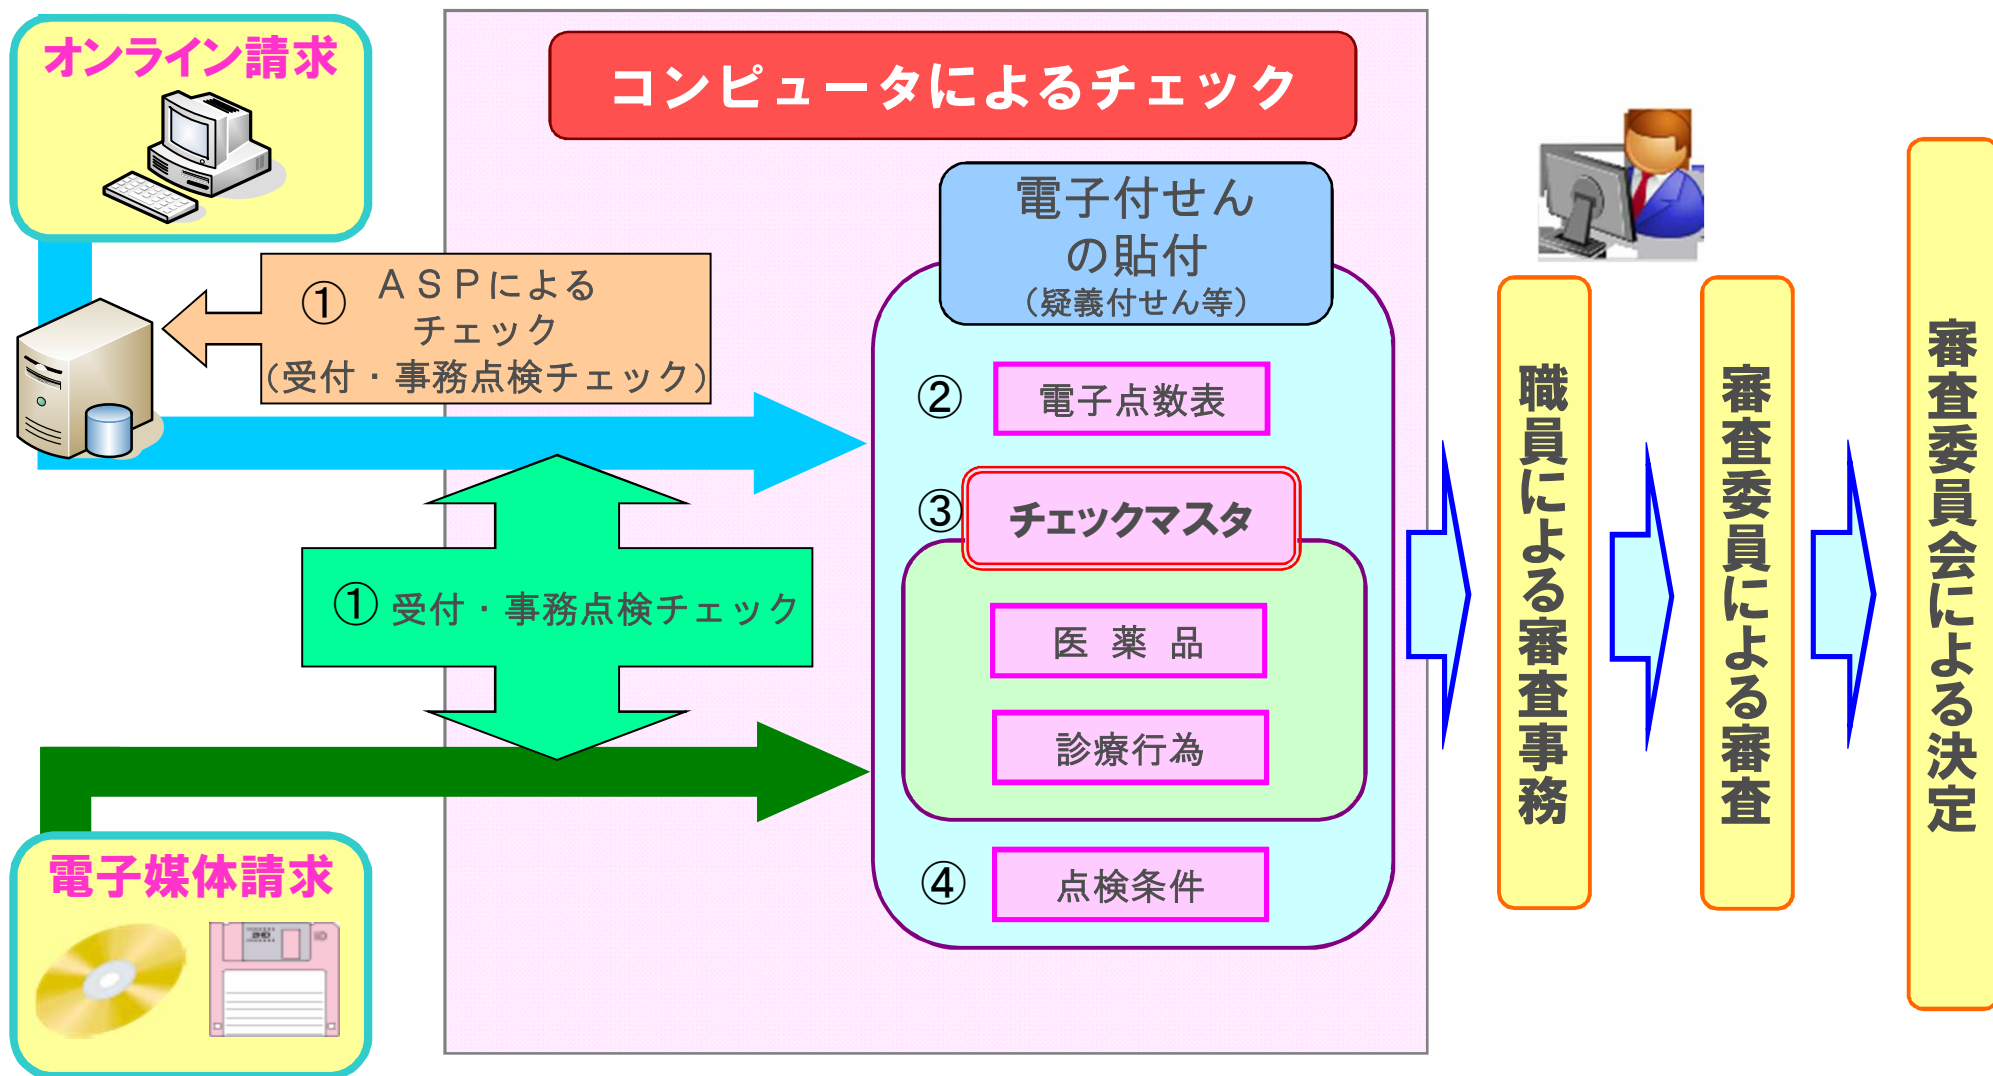 オンライン請求
コンピュータによるチェック
電子付せん
の貼付
（疑義付せん等）
① ＡＳＰによる
チェック
（受付・事務点検チェック）
② 電子点数表
③ チェックマスタ
① 受付・事務点検チェック
医 薬 品
診療行為
④ 点検条件
電子媒体請求
2HD
職員による審査事務
審査委員による審査
審査委員会による決定